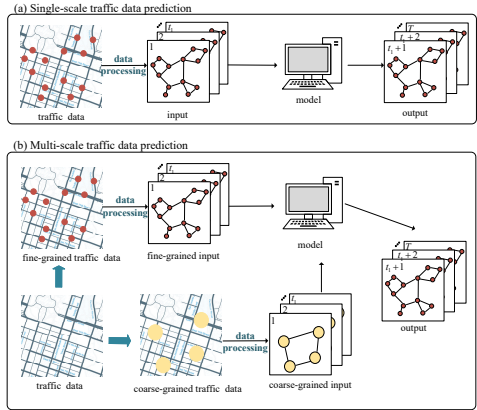 (a) Single-scale traffic data prediction
data
processing
traffic data
1
2
t₁
input
model
t₁+1
t₁+2
T
output
(b) Multi-scale traffic data prediction
data
processing
fine-grained traffic data
1
2
t₁
fine-grained input
model
t₁+1
t₁+2
T
output
traffic data
coarse-grained traffic data
data
processing
1
2
t₁
coarse-grained input